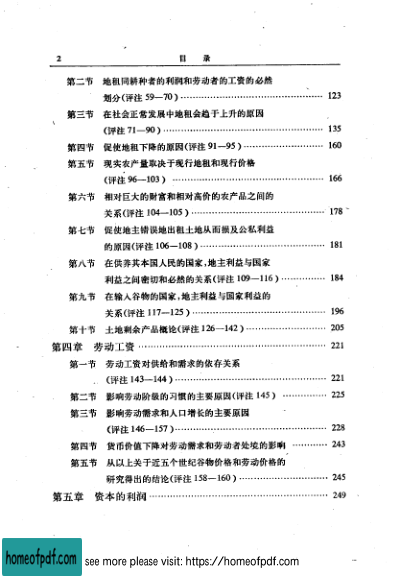 2 目 录
第二节 地租同耕种者的利润和劳动者的工资的必然
划分(评注 59—70) …… 123
第三节 在社会正常发展中地租会趋于上升的原因
(评注 71—90) …… 135
第四节 促使地租下降的原因(评注 91—95) …… 160
第五节 现实农产量取决于现行地租和现行价格
(评注 96—103) …… 166
第六节 相对巨大的财富和相对高价的农产品之间的
关系(评注 104—105) …… 178
第七节 促使地主错误地出租土地从而损及公私利益
的原因(评注 106—108) …… 181
第八节 在供养其本国人民的国家,地主利益与国家
利益之间密切和必然的关系(评注 109—116) …… 184
第九节 在输入谷物的国家,地主利益与国家利益的
关系(评注 117—125) …… 196
第十节 土地剩余产品概论(评注 126—142) …… 205
第四章 劳动工资 …… 221
第一节 劳动工资对供给和需求的依存关系
(评注 143—144) …… 221
第二节 影响劳动阶级的习惯的主要原因(评注 145) …… 225
第三节 影响劳动需求和人口增长的主要原因
(评注 146—157) …… 228
第四节 货币价值下降对劳动需求和劳动者处境的影响 …… 243
第五节 从以上关于近五个世纪谷物价格和劳动价格的
研究得出的结论(评注 158—160) …… 245
第五章 资本的利润 …… 249
homeofpdf.com see more please visit: https://homeofpdf.com